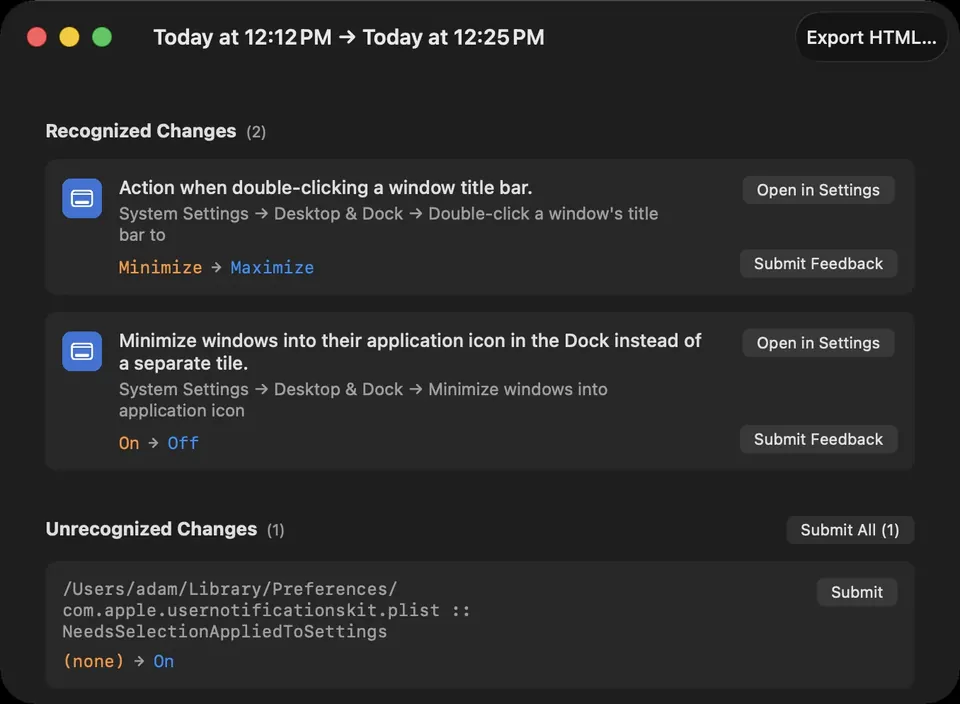 Today at 12:12 PM → Today at 12:25 PM
Export HTML...
Recognized Changes (2)
Action when double-clicking a window title bar.
Open in Settings
System Settings → Desktop & Dock → Double-click a window's title
bar to
Minimize → Maximize
Submit Feedback
Minimize windows into their application icon in the Dock instead of
a separate tile.
Open in Settings
System Settings → Desktop & Dock → Minimize windows into
application icon
On → Off
Submit Feedback
Unrecognized Changes (1)
Submit All (1)
/Users/adam/Library/Preferences/
com.apple.usernotificationskit.plist ::
NeedsSelectionAppliedToSettings
Submit
(none) → On